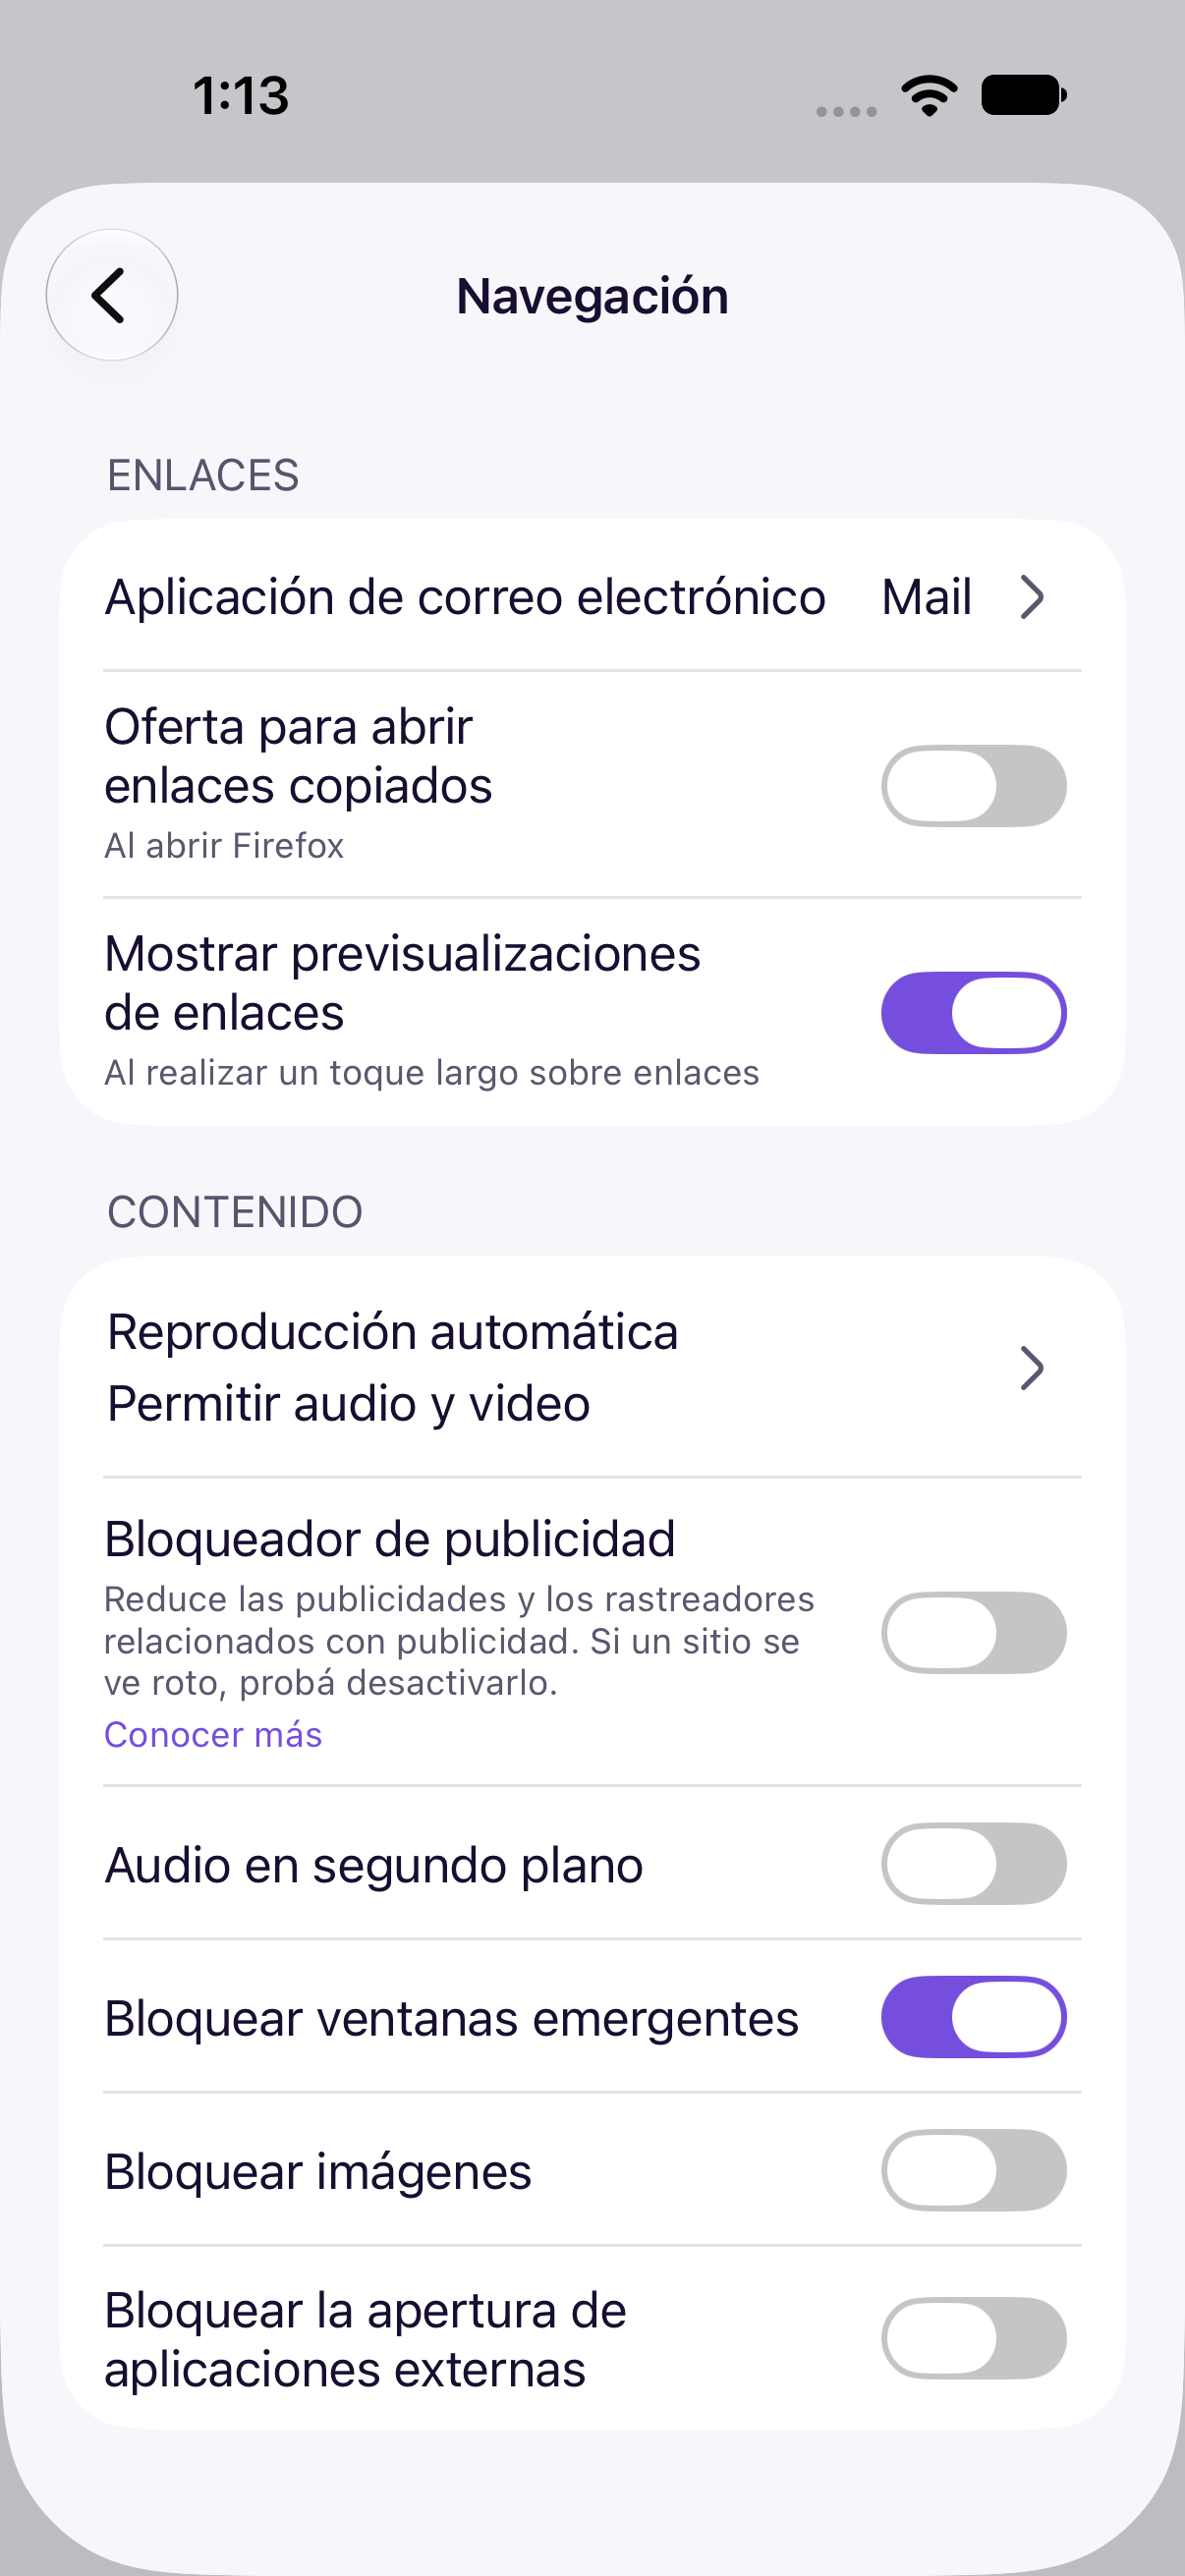 1:13
Navegación
ENLACES
Aplicación de correo electrónico Mail
Oferta para abrir
enlaces copiados
Al abrir Firefox
Mostrar previsualizaciones
de enlaces
Al realizar un toque largo sobre enlaces
CONTENIDO
Reproducción automática
Permitir audio y video
Bloqueador de publicidad
Reduce las publicidades y los rastreadores
relacionados con publicidad. Si un sitio se
ve roto, probá desactivarlo.
Conocer más
Audio en segundo plano
Bloquear ventanas emergentes
Bloquear imágenes
Bloquear la apertura de
aplicaciones externas